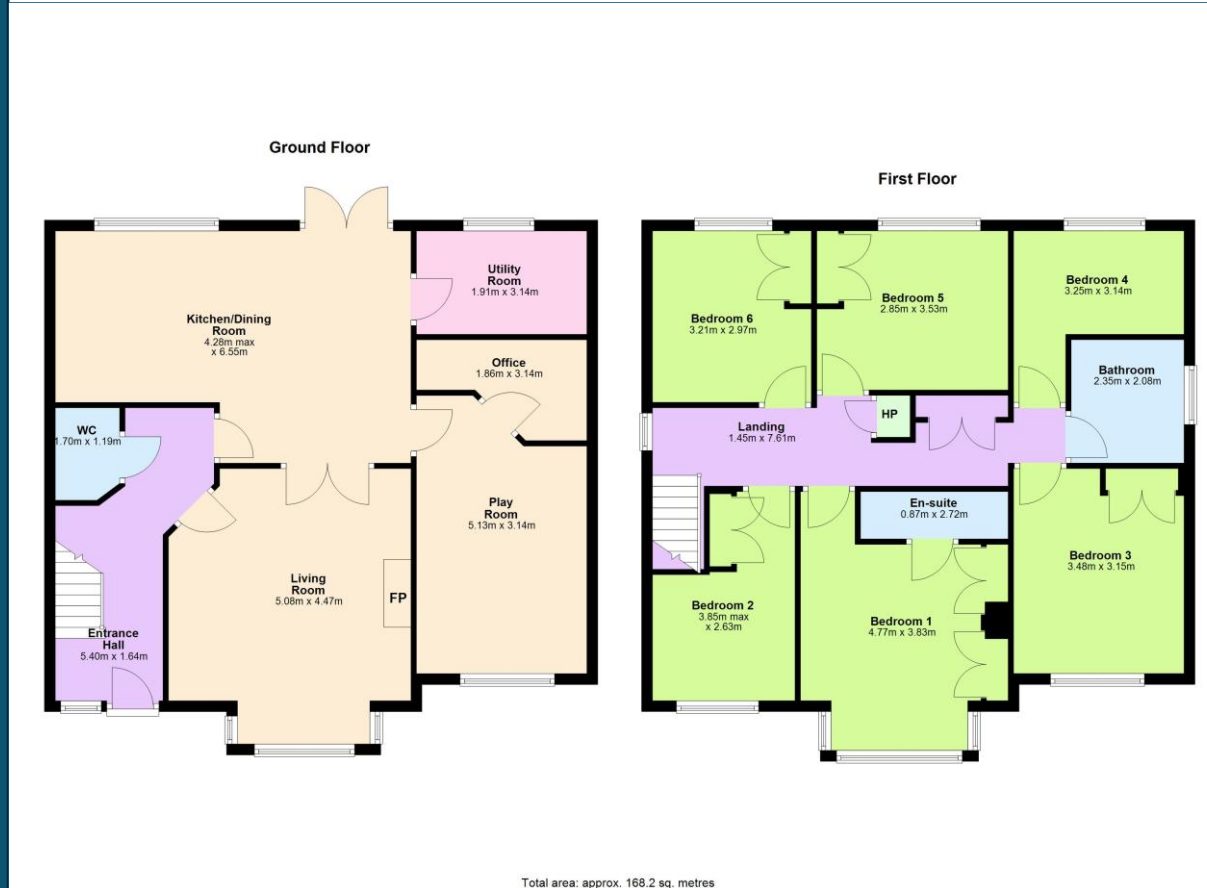 Ground Floor
Kitchen/Dining
Room
4.28m max
x 6.55m
Utility
Room
1.91m x 3.14m
Office
1.86m x 3.14m
WC
1.70m x 1.19m
Play
Room
5.13m x 3.14m
Living
Room
5.08m x 4.47m
FP
Entrance
Hall
5.40m x 1.64m
First Floor
Bedroom 6
3.21m x 2.97m
Bedroom 5
2.85m x 3.53m
Bedroom 4
3.25m x 3.14m
Bathroom
2.35m x 2.08m
HP
Landing
1.45m x 7.61m
En-suite
0.87m x 2.72m
Bedroom 3
3.48m x 3.15m
Bedroom 2
3.85m max
x 2.63m
Bedroom 1
4.77m x 3.83m
Total area: approx. 168.2 sq. metres